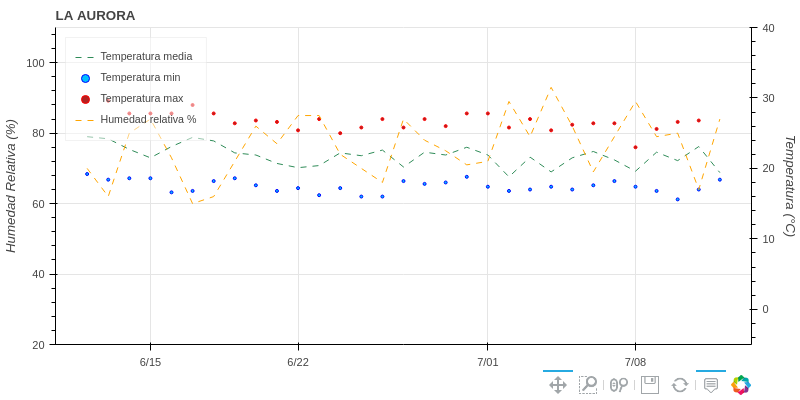 LA AURORA
Temperatura media
Temperatura min
Temperatura max
Humedad relativa %
Humedad Relativa (%)
100
80
60
40
20
40
30
20
10
0
Temperatura (°C)
6/15
6/22
7/01
7/08